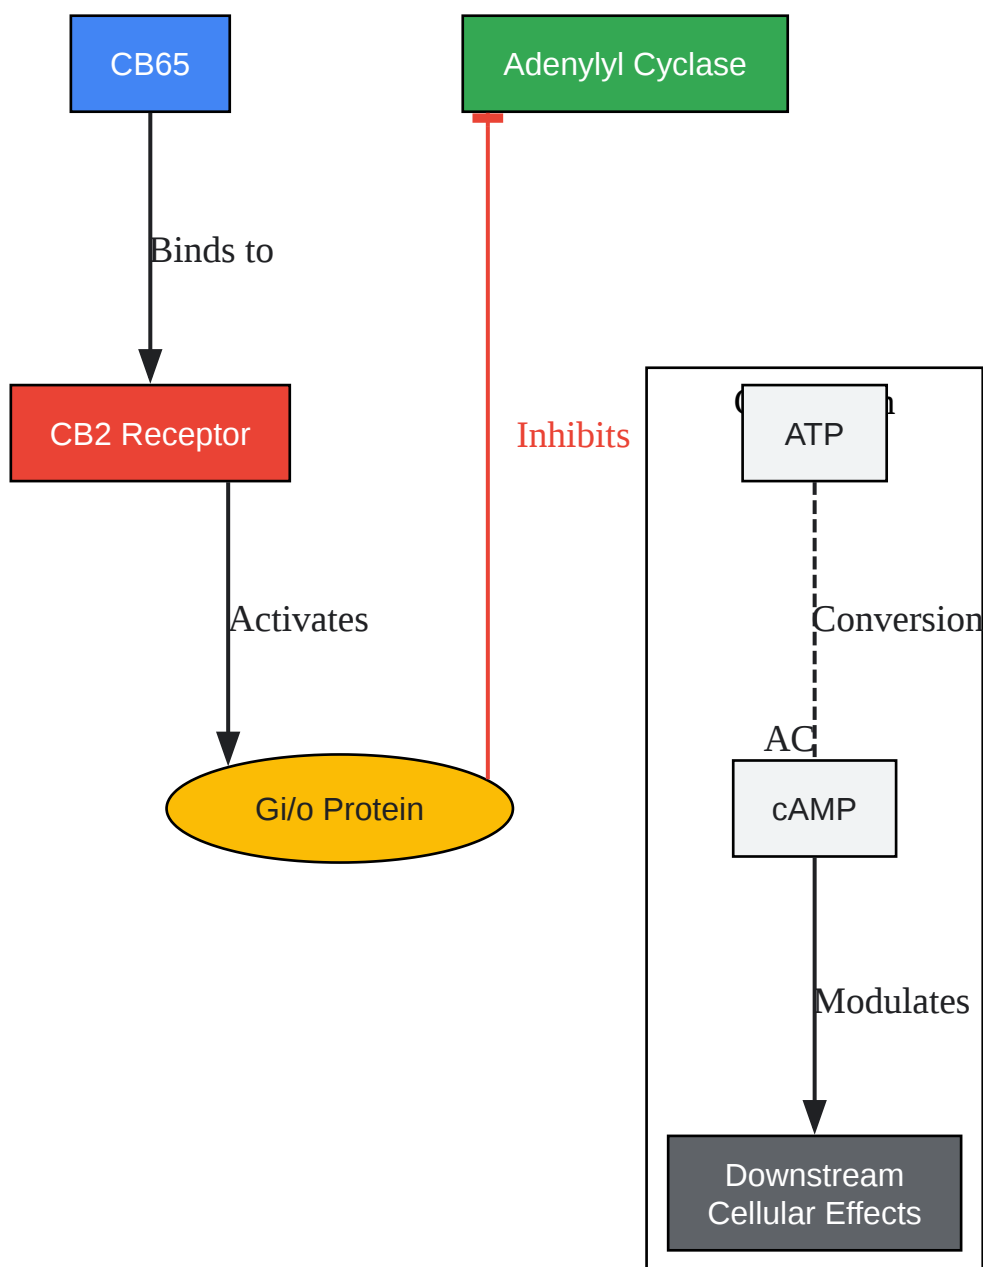 CB65
Adenylyl Cyclase
Binds to
CB2 Receptor
Inhibits
ATP
Activates
Conversion
AC
Gi/o Protein
cAMP
Modulates
Downstream
Cellular Effects